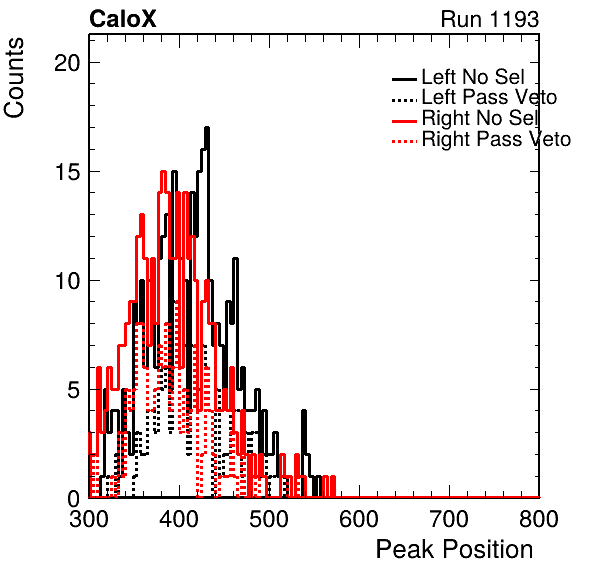 CaloX Run 1193
Counts
20
15
10
5
0
Left No Sel
Left Pass Veto
Right No Sel
Right Pass Veto
300 400 500 600 700 800
Peak Position